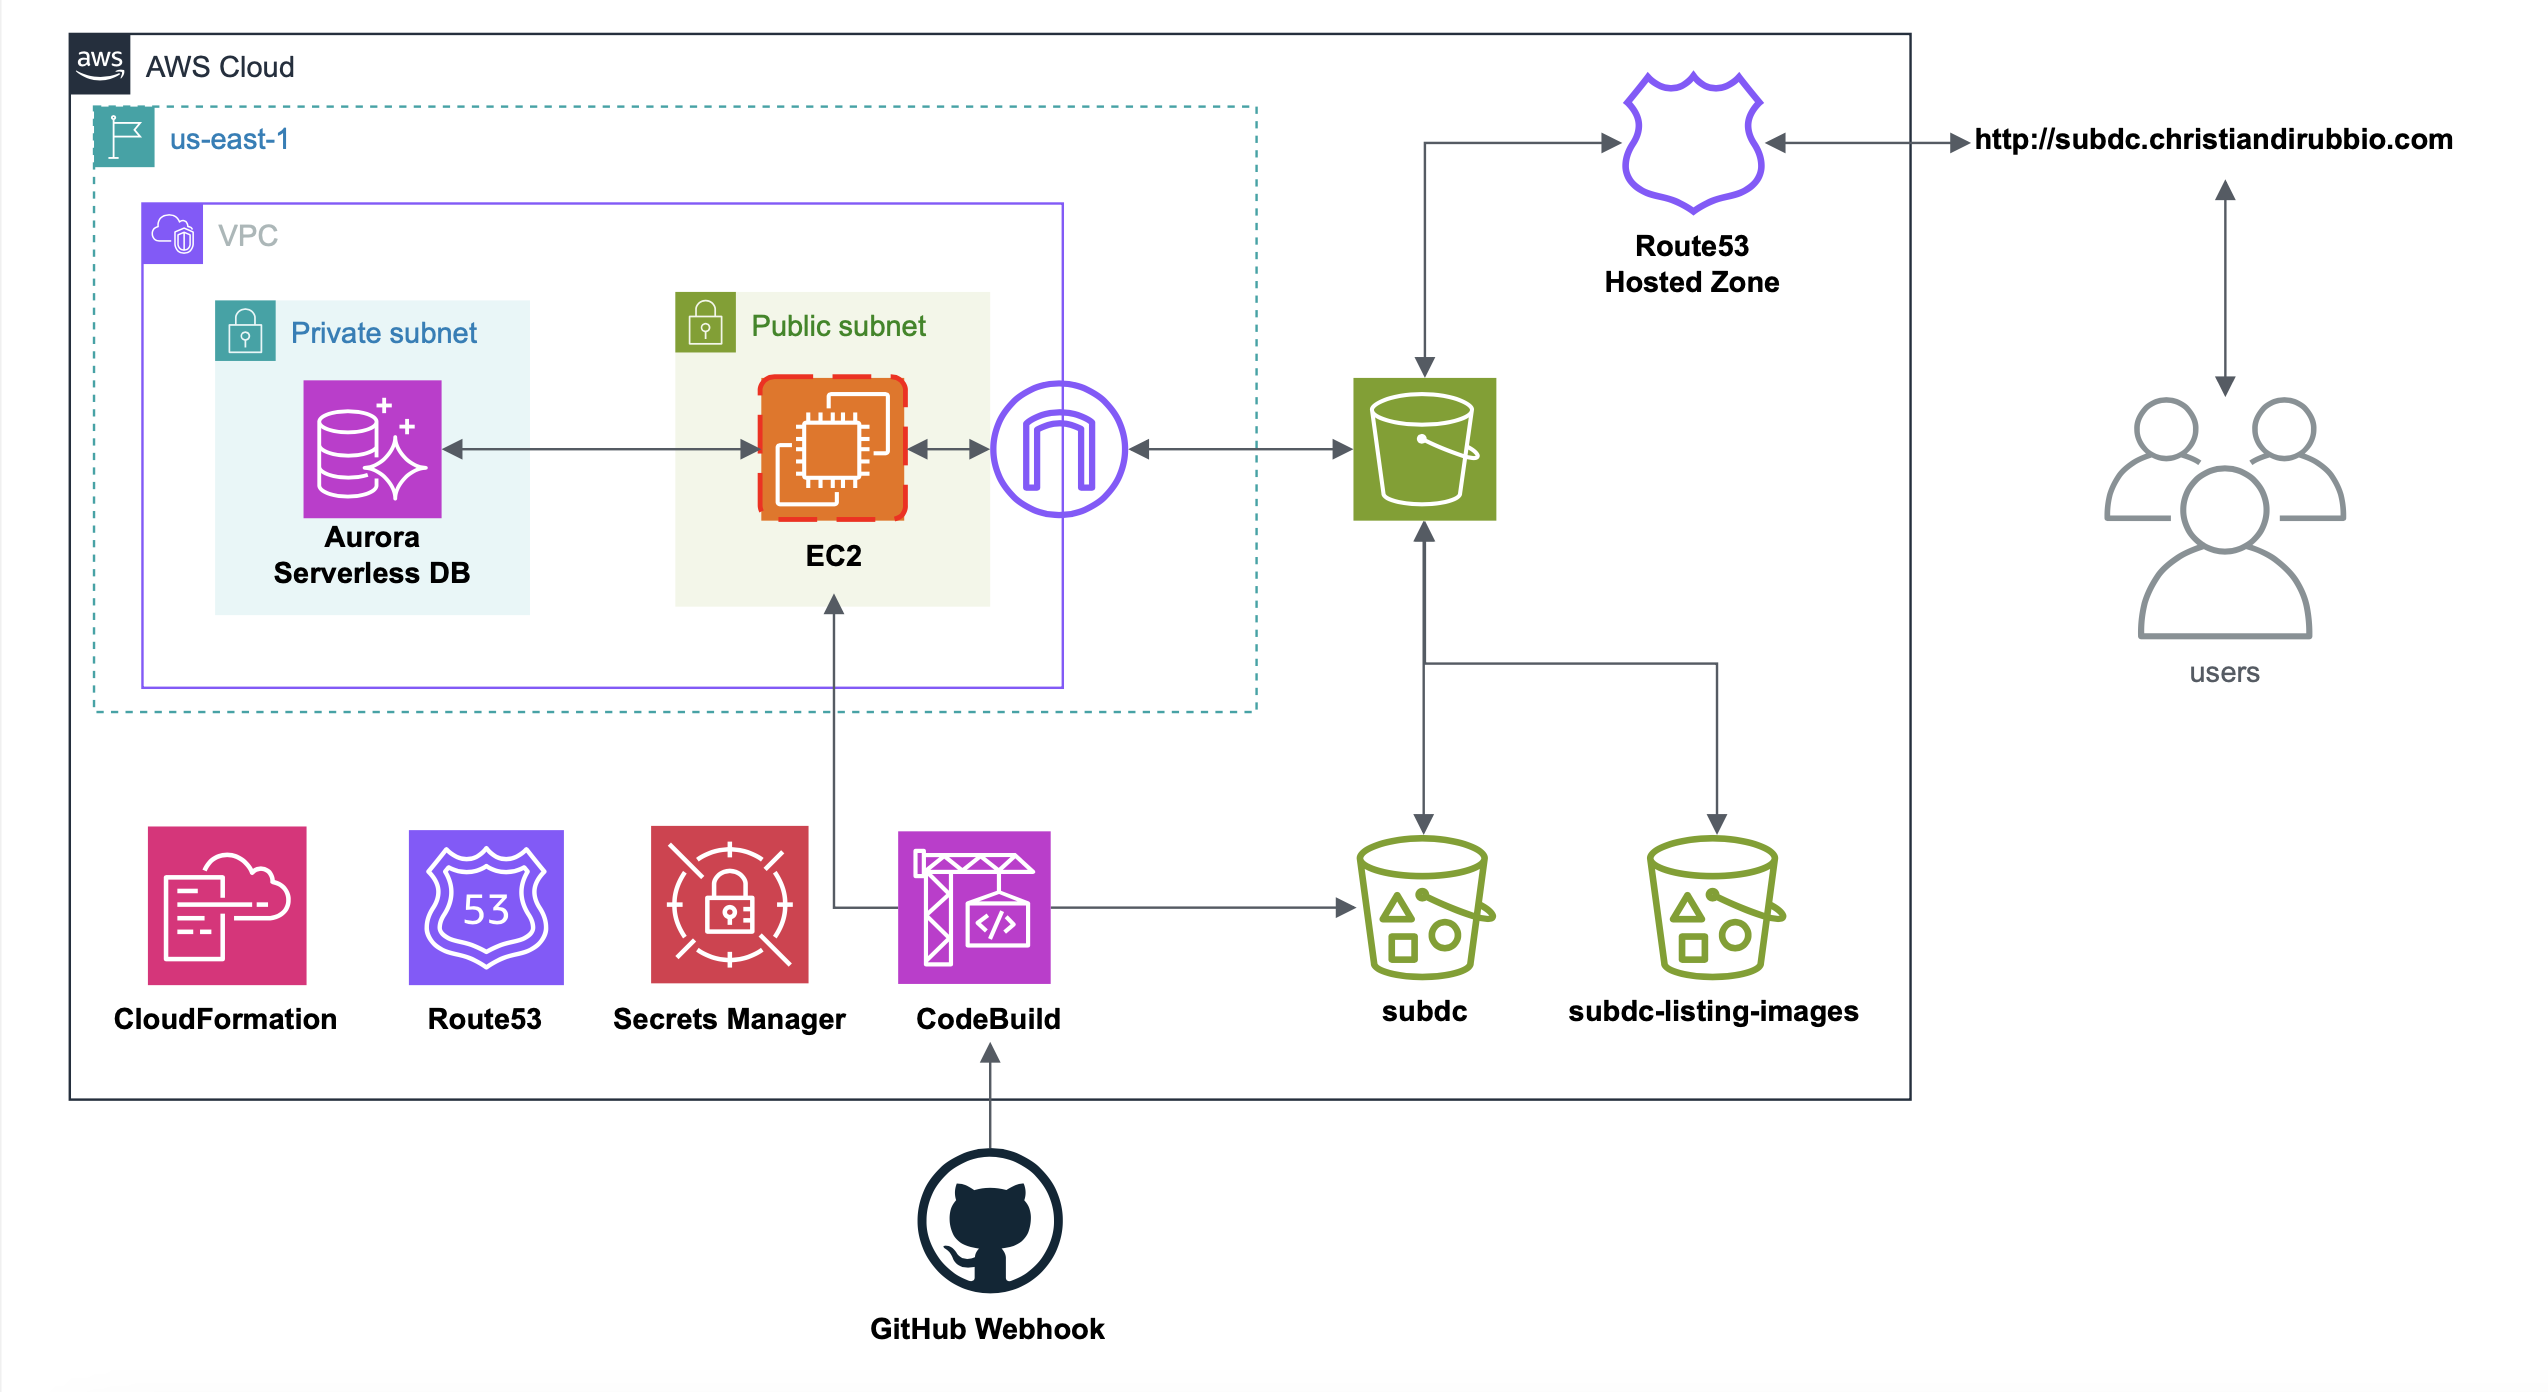 aws
AWS Cloud
us-east-1
http://subdc.christiandirubbio.com
VPC
Route53
Hosted Zone
Private subnet
Public subnet
Aurora
Serverless DB
EC2
users
53
</>
CloudFormation
Route53
Secrets Manager
CodeBuild
subdc
subdc-listing-images
GitHub Webhook